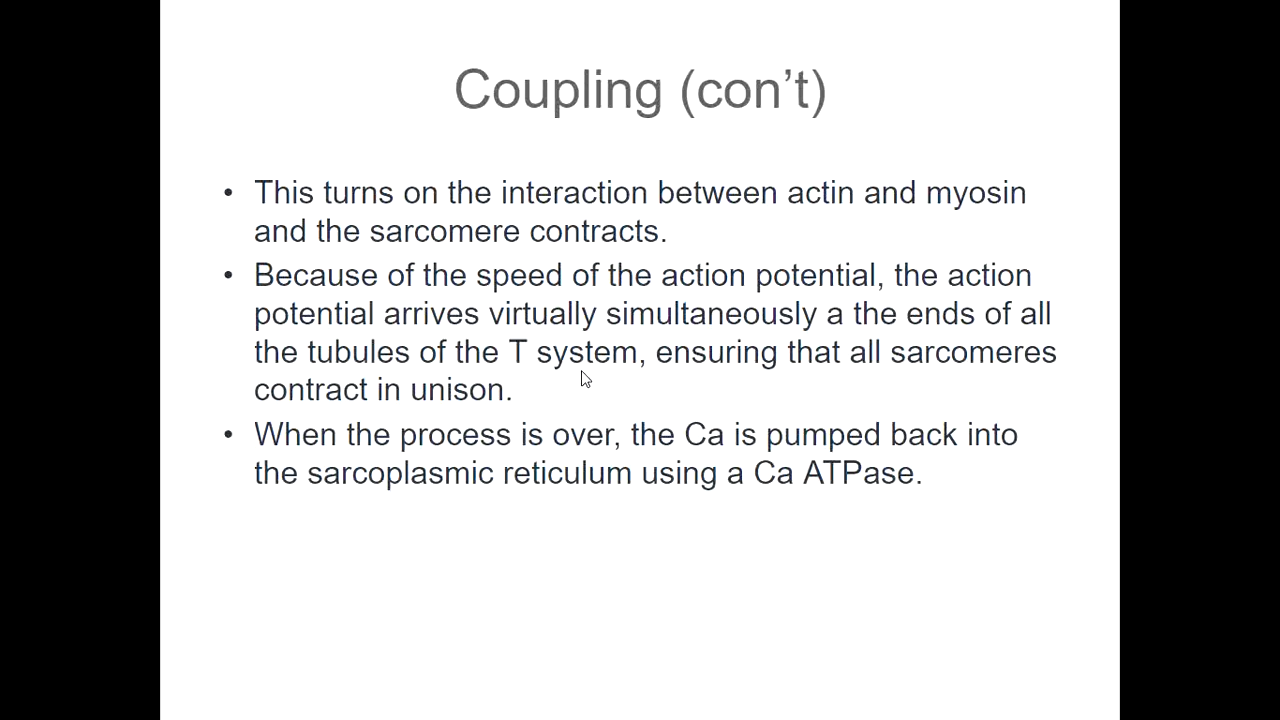 Coupling (con’t)
• This turns on the interaction between actin and myosin
and the sarcomere contracts.
• Because of the speed of the action potential, the action
potential arrives virtually simultaneously a the ends of all
the tubules of the T system, ensuring that all sarcomeres
contract in unison.
• When the process is over, the Ca is pumped back into
the sarcoplasmic reticulum using a Ca ATPase.